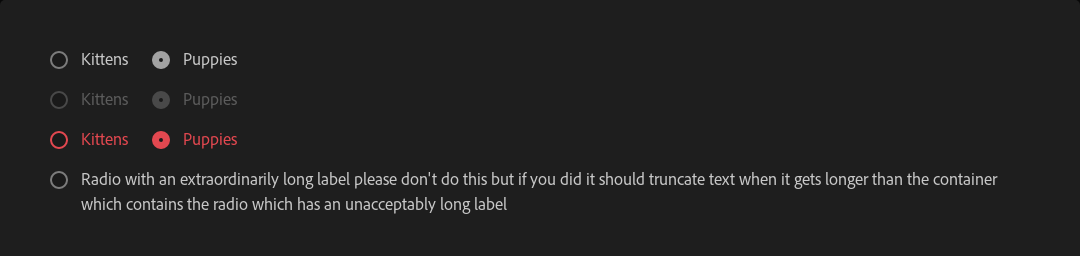 Kittens Puppies
Kittens Puppies
Kittens Puppies
Radio with an extraordinarily long label please don't do this but if you did it should truncate text when it gets longer than the container
which contains the radio which has an unacceptably long label